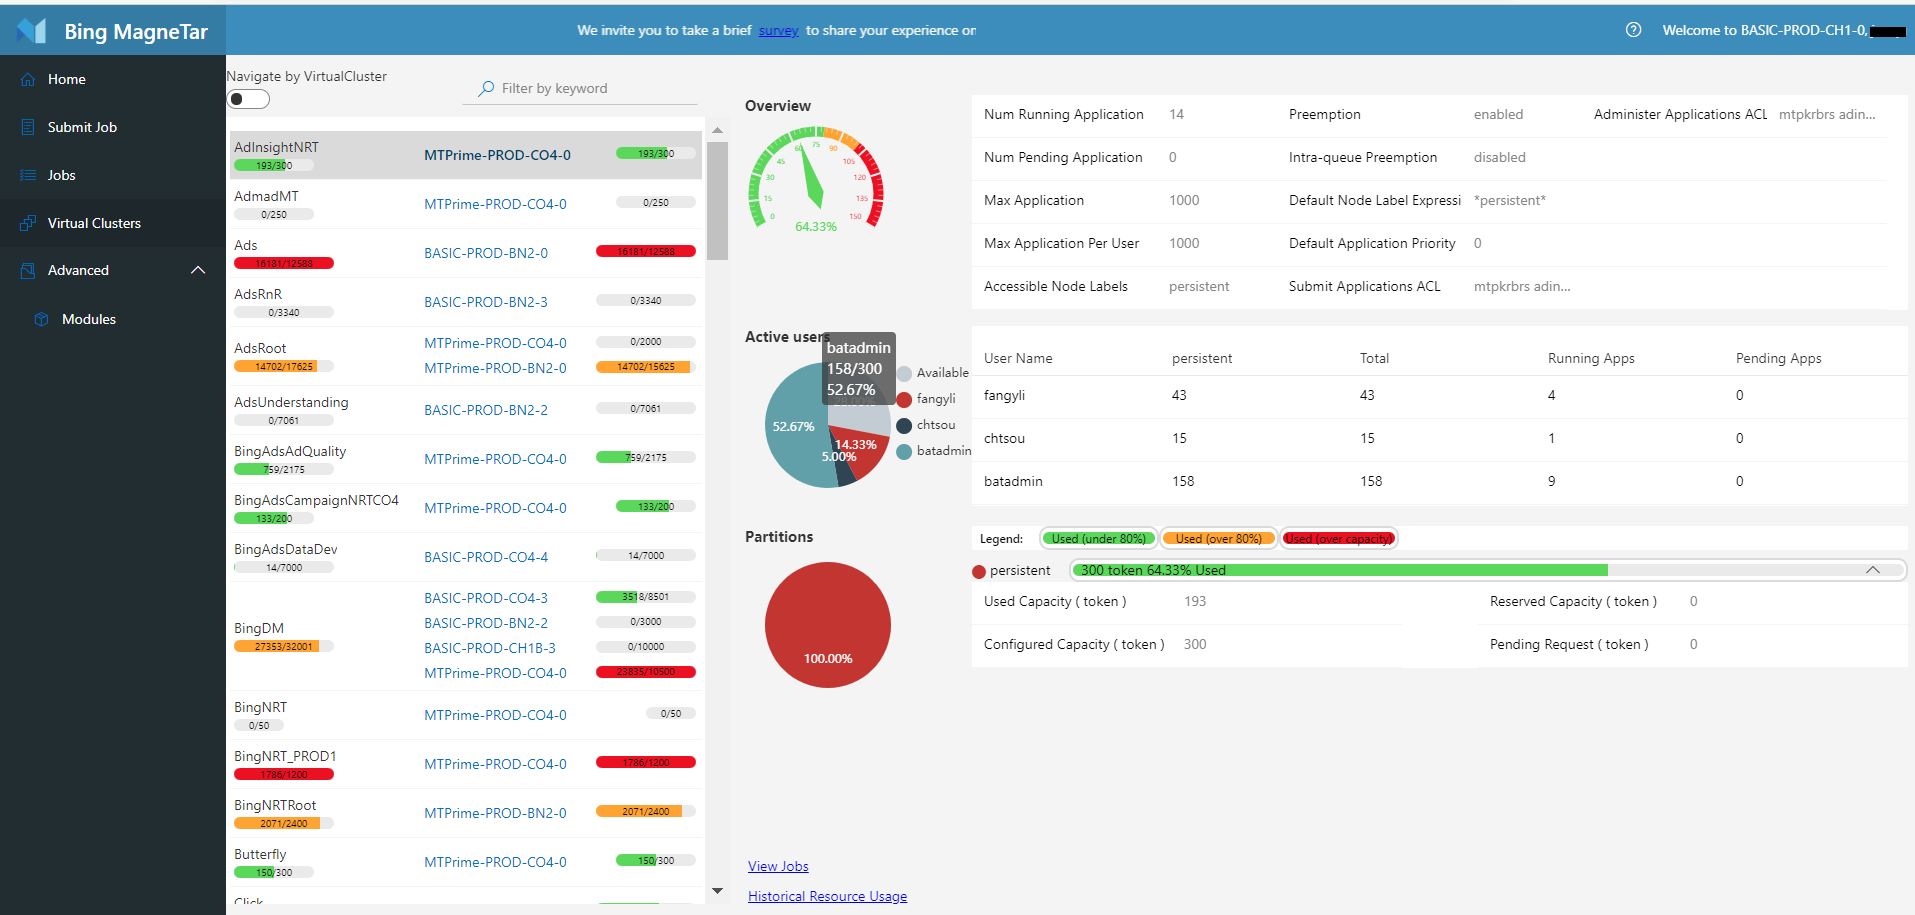 Bing MagneTar
We invite you to take a brief survey to share your experience on
Welcome to BASIC-PROD-CH1-0,
Home
Submit Job
Jobs
Virtual Clusters
Advanced
Modules
Navigate by VirtualCluster
Filter by keyword
AdInsightNRT
193/300
MTPrime-PROD-CO4-0
193/300
AdmadMT
0/250
MTPrime-PROD-CO4-0
0/250
Ads
16181/12588
BASIC-PROD-BN2-0
16181/12588
AdsRnR
0/3340
BASIC-PROD-BN2-3
0/3340
AdsRoot
14702/17625
MTPrime-PROD-CO4-0
0/2000
MTPrime-PROD-BN2-0
14702/15625
AdsUnderstanding
0/7061
BASIC-PROD-BN2-2
0/7061
BingAdsAdQuality
759/2175
MTPrime-PROD-CO4-0
759/2175
BingAdsCampaignNRTCO4
133/200
MTPrime-PROD-CO4-0
133/200
BingAdsDataDev
14/7000
BASIC-PROD-CO4-4
14/7000
BingDM
27353/32001
BASIC-PROD-CO4-3
3518/8501
BASIC-PROD-BN2-2
0/3000
BASIC-PROD-CH1B-3
0/10000
MTPrime-PROD-CO4-0
23835/10500
BingNRT
0/50
MTPrime-PROD-CO4-0
0/50
BingNRT_PROD1
1786/1200
MTPrime-PROD-CO4-0
1786/1200
BingNRTRoot
2071/2400
MTPrime-PROD-BN2-0
2071/2400
Butterfly
150/300
MTPrime-PROD-CO4-0
150/300
Click
Overview
0 15 30 45 60 75 90 105 120 135 150
64.33%
Num Running Application 14 Preemption enabled Administer Applications ACL mtpkrbrs adin...
Num Pending Application 0 Intra-queue Preemption disabled
Max Application 1000 Default Node Label Expressi *persistent*
Max Application Per User 1000 Default Application Priority 0
Accessible Node Labels persistent Submit Applications ACL mtpkrbrs adin...
Active users
batadmin
158/300
52.67%
52.67%
14.33%
5.00%
Available
fangyli
chtsou
batadmin
User Name persistent Total Running Apps Pending Apps
fangyli 43 43 4 0
chtsou 15 15 1 0
batadmin 158 158 9 0
Partitions
100.00%
Legend: Used (under 80%) Used (over 80%) Used (over capacity)
persistent 300 token 64.33% Used
Used Capacity ( token ) 193 Reserved Capacity ( token ) 0
Configured Capacity ( token ) 300 Pending Request ( token ) 0
View Jobs
Historical Resource Usage